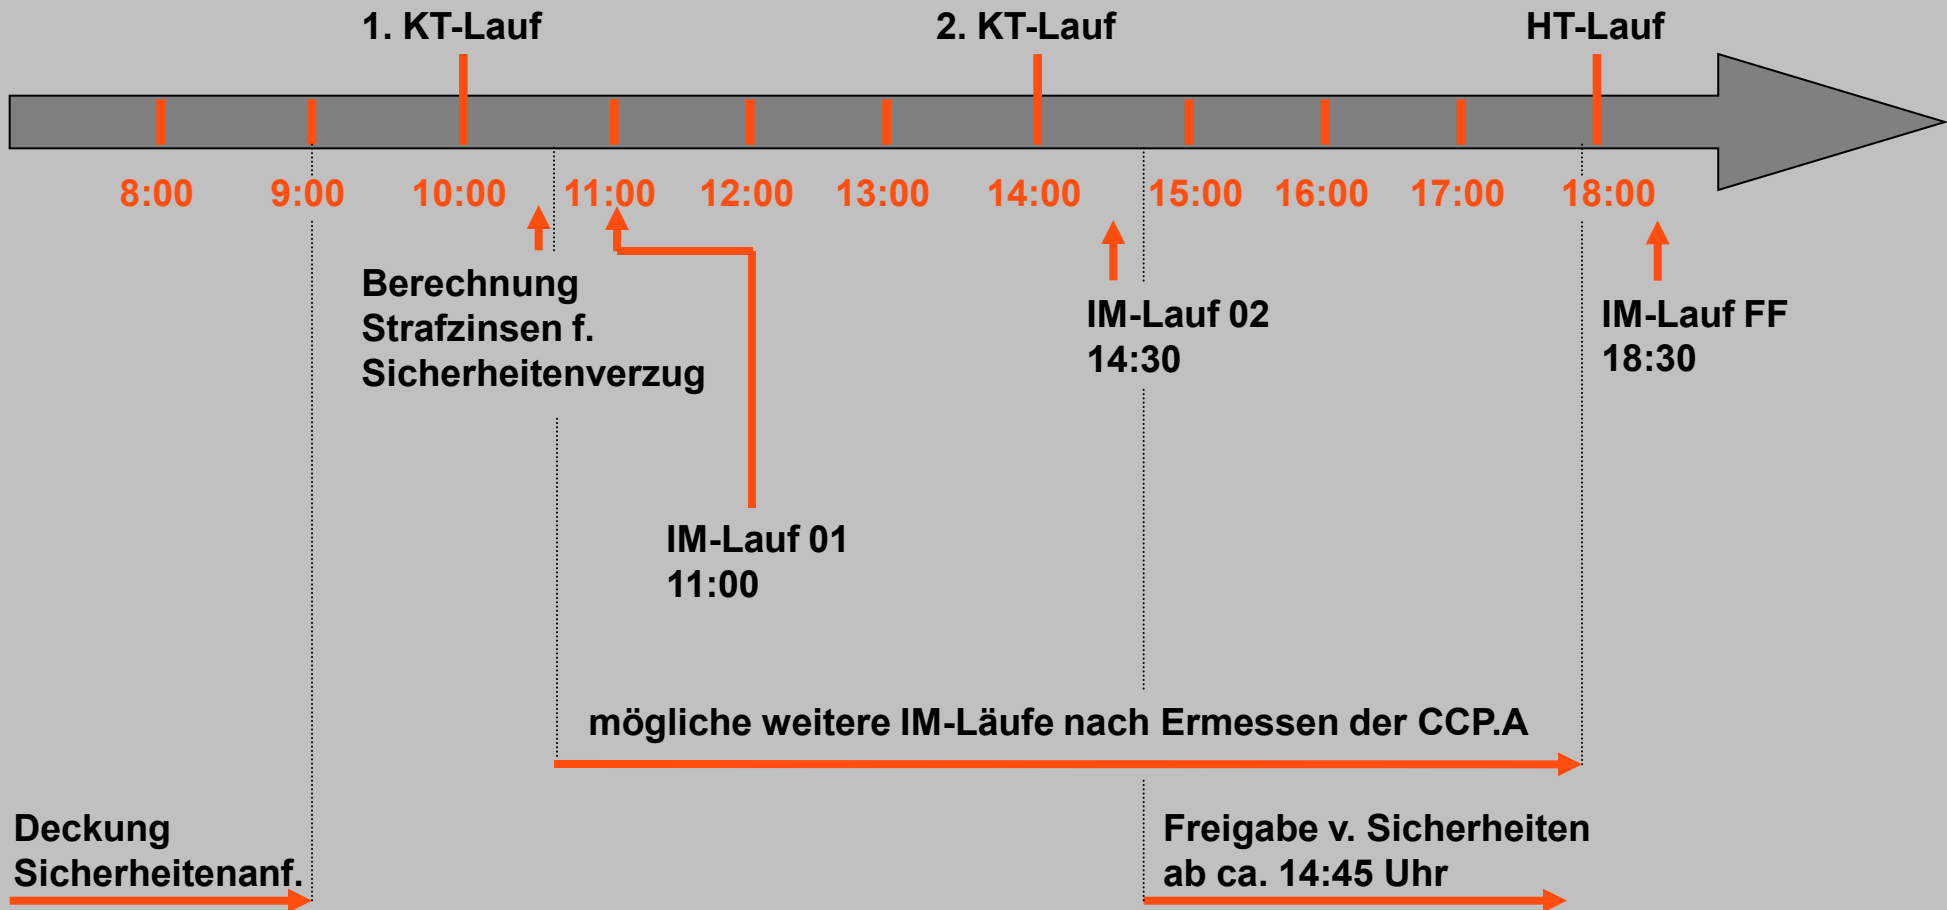 1. KT-Lauf
2. KT-Lauf
HT-Lauf
8:00
9:00
10:00
11:00
12:00
13:00
14:00
15:00
16:00
17:00
18:00
Berechnung
Strafzinsen f.
Sicherheitenverzug
IM-Lauf 02
14:30
IM-Lauf FF
18:30
IM-Lauf 01
11:00
mögliche weitere IM-Läufe nach Ermessen der CCP.A
Deckung
Sicherheitenanf.
Freigabe v. Sicherheiten
ab ca. 14:45 Uhr